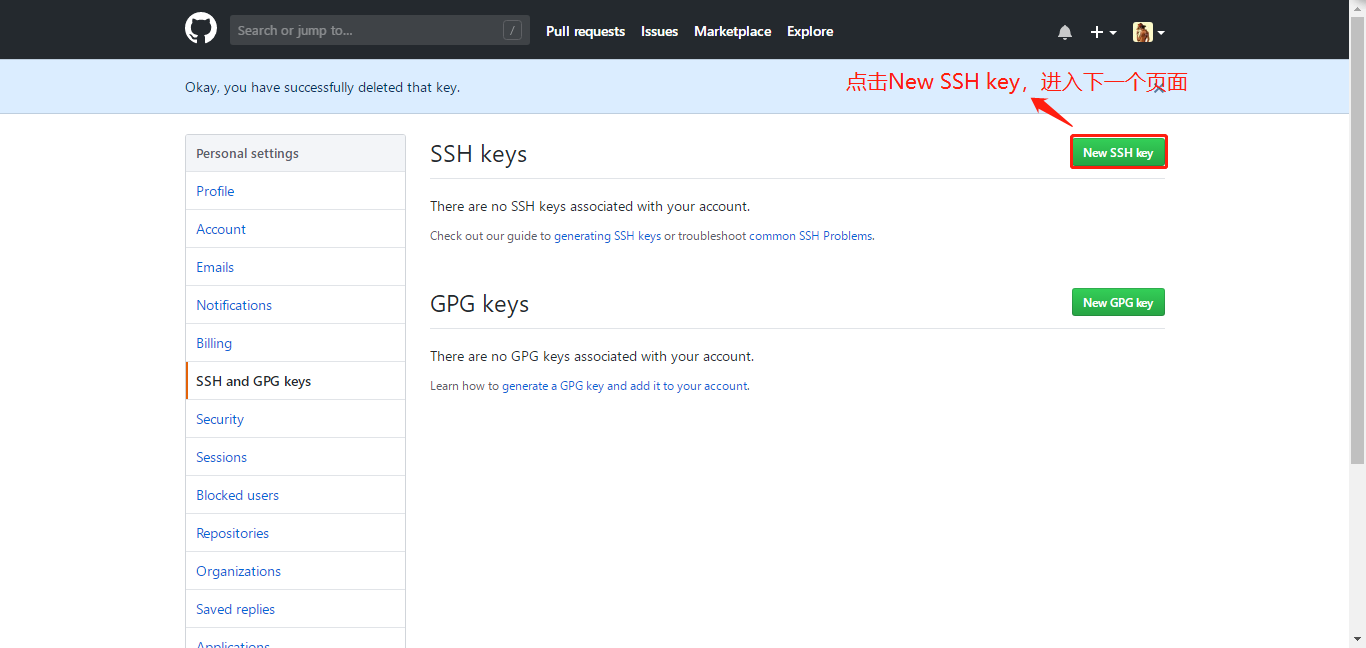 Search or jump to...
/
Pull requests
Issues
Marketplace
Explore
Okay, you have successfully deleted that key.
点击New SSH key，进入下一个页面
Personal settings
Profile
Account
Emails
Notifications
Billing
SSH and GPG keys
Security
Sessions
Blocked users
Repositories
Organizations
Saved replies
Applications
SSH keys
New SSH key
There are no SSH keys associated with your account.
Check out our guide to generating SSH keys or troubleshoot common SSH Problems.
GPG keys
New GPG key
There are no GPG keys associated with your account.
Learn how to generate a GPG key and add it to your account.